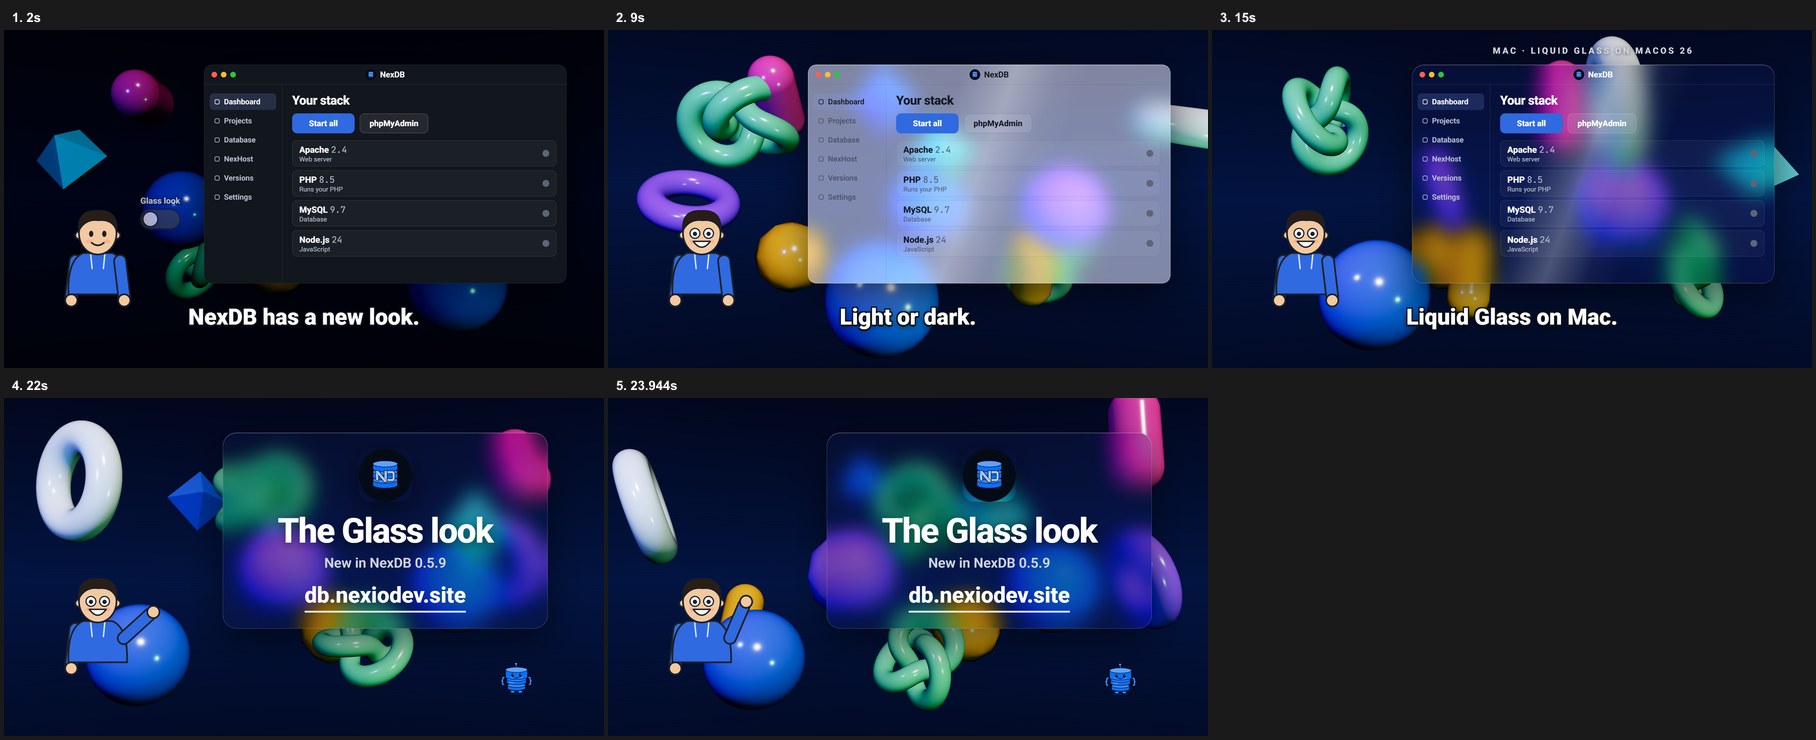 1. 2s
NexDB
Dashboard
Projects
Database
NexHost
Versions
Settings
Your stack
Start all
phpMyAdmin
Apache 2.4
Web server
PHP 8.5
Runs your PHP
MySQL 9.7
Database
Node.js 24
JavaScript
Glass look
NexDB has a new look.
2. 9s
NexDB
Dashboard
Projects
Database
NexHost
Versions
Settings
Your stack
Start all
phpMyAdmin
Apache 2.4
Web server
PHP 8.5
Runs your PHP
MySQL 9.7
Database
Node.js 24
JavaScript
Light or dark.
3. 15s
MAC · LIQUID GLASS ON MACOS 26
NexDB
Dashboard
Projects
Database
NexHost
Versions
Settings
Your stack
Start all
phpMyAdmin
Apache 2.4
Web server
PHP 8.5
Runs your PHP
MySQL 9.7
Database
Node.js 24
JavaScript
Liquid Glass on Mac.
4. 22s
ND
The Glass look
New in NexDB 0.5.9
db.nexiodev.site
5. 23.944s
ND
The Glass look
New in NexDB 0.5.9
db.nexiodev.site